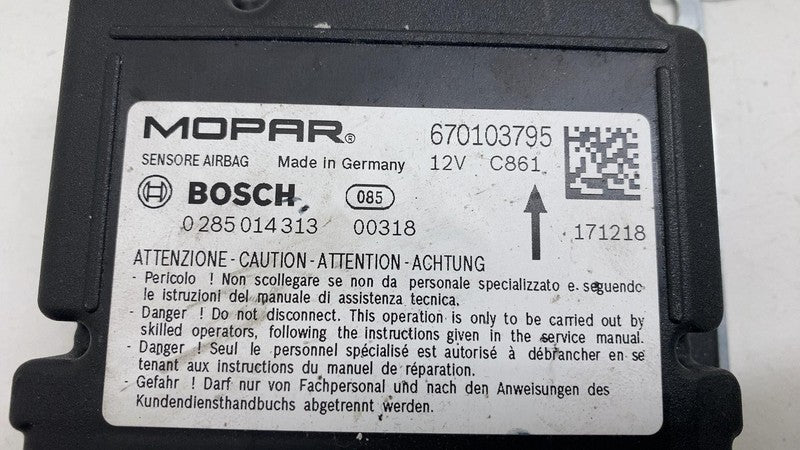 MOPAR® 670103795
SENSORE AIRBAG Made in Germany 12V C861
BOSCH 085
0 285 014 313 00318 171218
ATTENZIONE - CAUTION - ATTENTION - ACHTUNG
- Pericolo ! Non scollegare se non da personale specializzato e seguendo
le istruzioni del manuale di assistenza tecnica.
- Danger ! Do not disconnect. This operation is only to be carried out by
skilled operators, following the instructions given in the service manual.
- Danger ! Seul le personnel spécialisé est autorisé à débrancher en se
tenant aux instructions du manuel de réparation.
- Gefahr ! Darf nur von Fachpersonal und nach den Anweisungen des
Kundendiensthandbuchs abgetrennt werden.